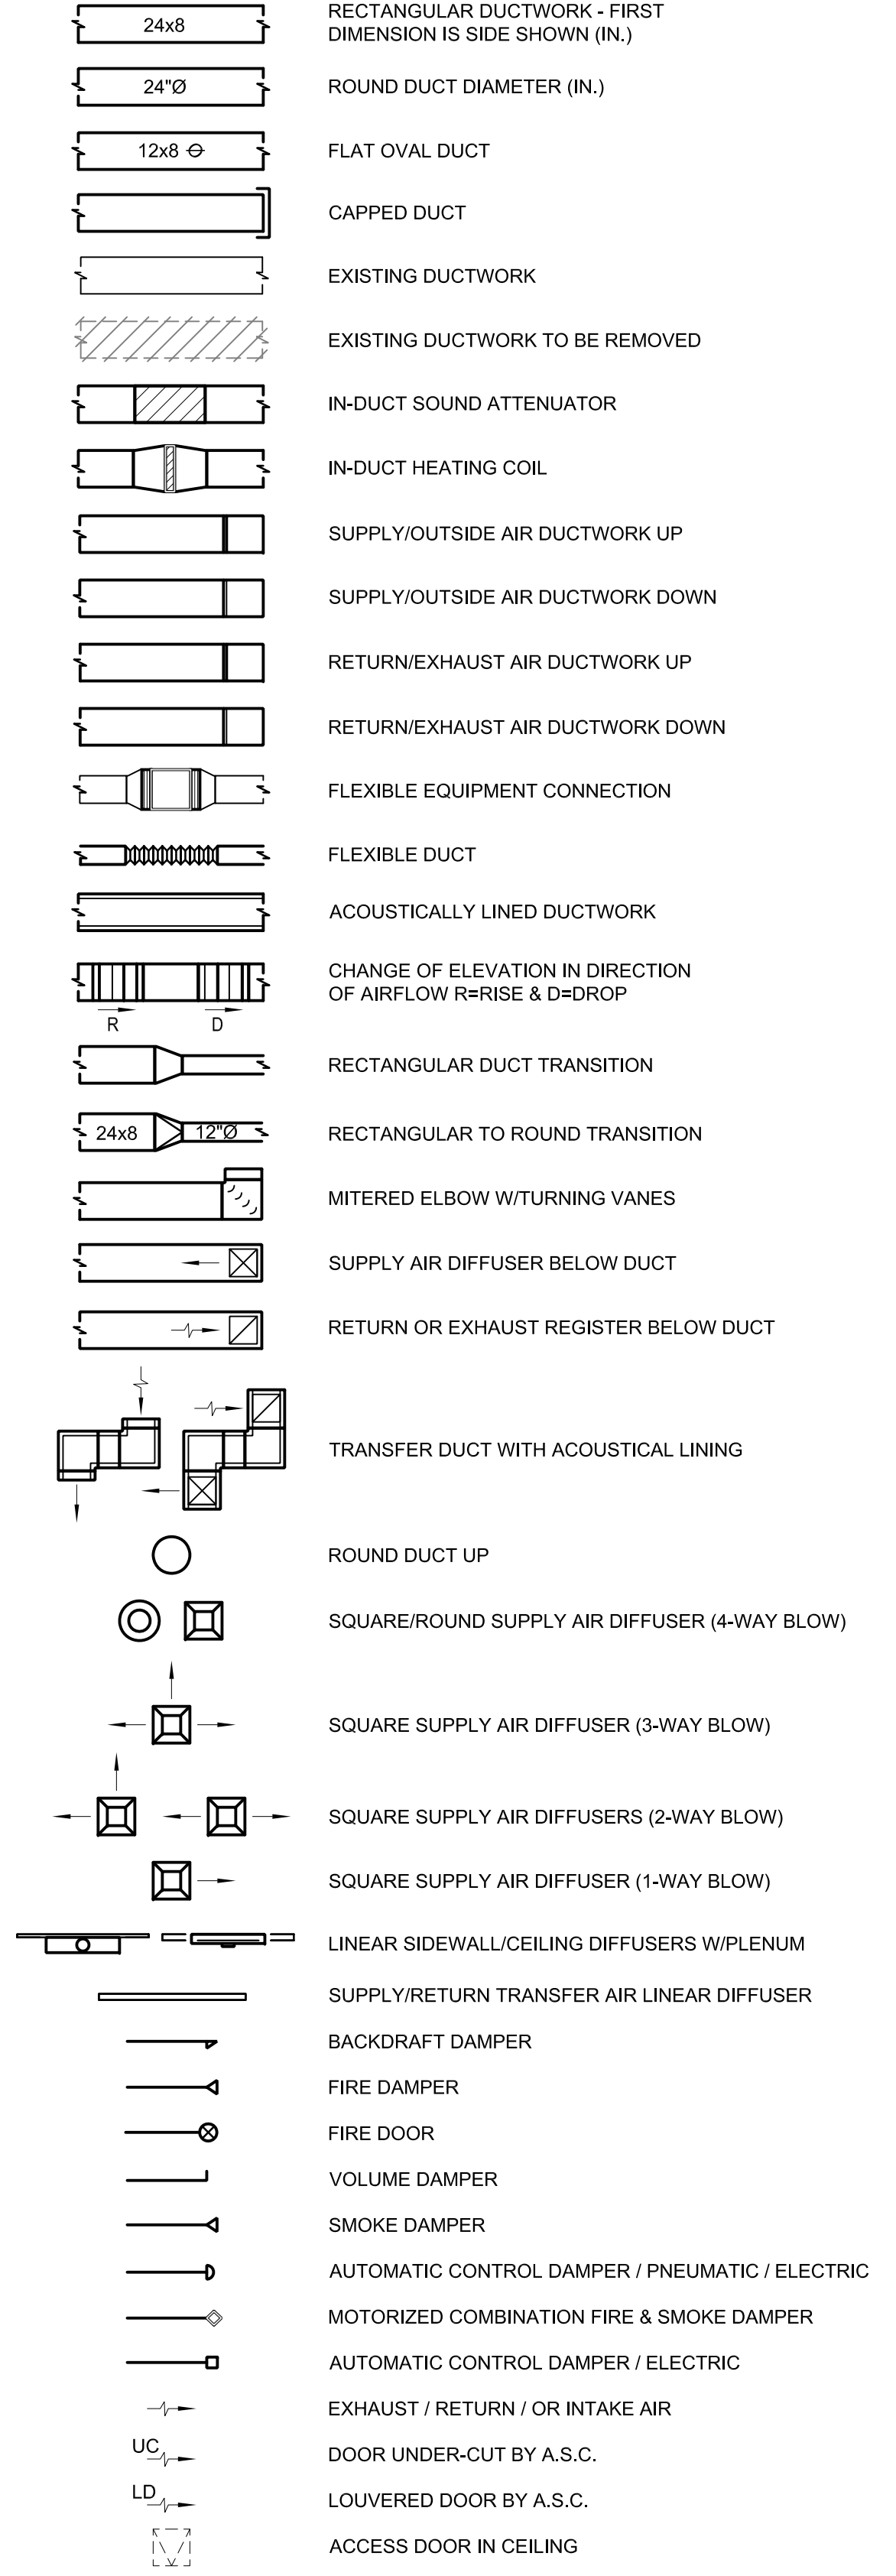 24x8
RECTANGULAR DUCTWORK - FIRST
DIMENSION IS SIDE SHOWN (IN.)
24"Ø
ROUND DUCT DIAMETER (IN.)
12x8
FLAT OVAL DUCT
CAPPED DUCT
EXISTING DUCTWORK
EXISTING DUCTWORK TO BE REMOVED
IN-DUCT SOUND ATTENUATOR
IN-DUCT HEATING COIL
SUPPLY/OUTSIDE AIR DUCTWORK UP
SUPPLY/OUTSIDE AIR DUCTWORK DOWN
RETURN/EXHAUST AIR DUCTWORK UP
RETURN/EXHAUST AIR DUCTWORK DOWN
FLEXIBLE EQUIPMENT CONNECTION
FLEXIBLE DUCT
ACOUSTICALLY LINED DUCTWORK
CHANGE OF ELEVATION IN DIRECTION
OF AIRFLOW R=RISE & D=DROP
R D
RECTANGULAR DUCT TRANSITION
24x8 12"Ø
RECTANGULAR TO ROUND TRANSITION
MITERED ELBOW W/TURNING VANES
SUPPLY AIR DIFFUSER BELOW DUCT
RETURN OR EXHAUST REGISTER BELOW DUCT
TRANSFER DUCT WITH ACOUSTICAL LINING
ROUND DUCT UP
SQUARE/ROUND SUPPLY AIR DIFFUSER (4-WAY BLOW)
SQUARE SUPPLY AIR DIFFUSER (3-WAY BLOW)
SQUARE SUPPLY AIR DIFFUSERS (2-WAY BLOW)
SQUARE SUPPLY AIR DIFFUSER (1-WAY BLOW)
LINEAR SIDEWALL/CEILING DIFFUSERS W/PLENUM
SUPPLY/RETURN TRANSFER AIR LINEAR DIFFUSER
BACKDRAFT DAMPER
FIRE DAMPER
FIRE DOOR
VOLUME DAMPER
SMOKE DAMPER
AUTOMATIC CONTROL DAMPER / PNEUMATIC / ELECTRIC
MOTORIZED COMBINATION FIRE & SMOKE DAMPER
AUTOMATIC CONTROL DAMPER / ELECTRIC
EXHAUST / RETURN / OR INTAKE AIR
UC
DOOR UNDER-CUT BY A.S.C.
LD
LOUVERED DOOR BY A.S.C.
ACCESS DOOR IN CEILING